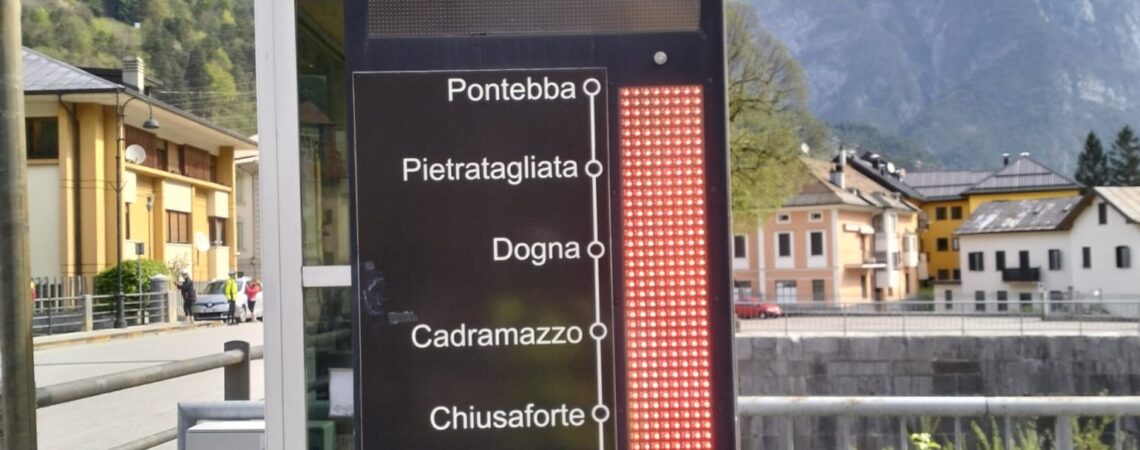 Pontebba
Pietratagliata
Dogna
Cadramazzo
Chiusaforte